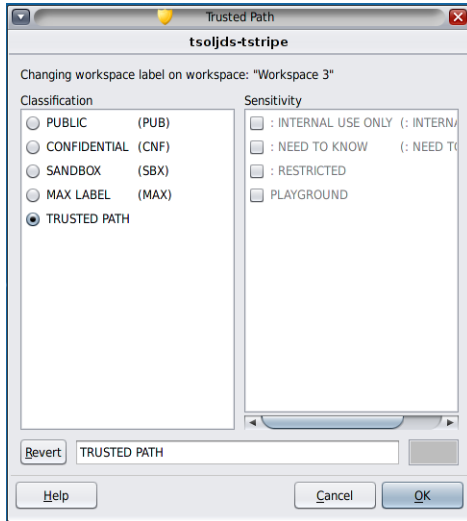 Trusted Path
tsoljds-tstripe
Changing workspace label on workspace: "Workspace 3"
Classification
PUBLIC (PUB)
CONFIDENTIAL (CNF)
SANDBOX (SBX)
MAX LABEL (MAX)
TRUSTED PATH
Sensitivity
: INTERNAL USE ONLY (: INTERNA
: NEED TO KNOW (: NEED TO
: RESTRICTED
PLAYGROUND
Revert TRUSTED PATH
Help Cancel OK